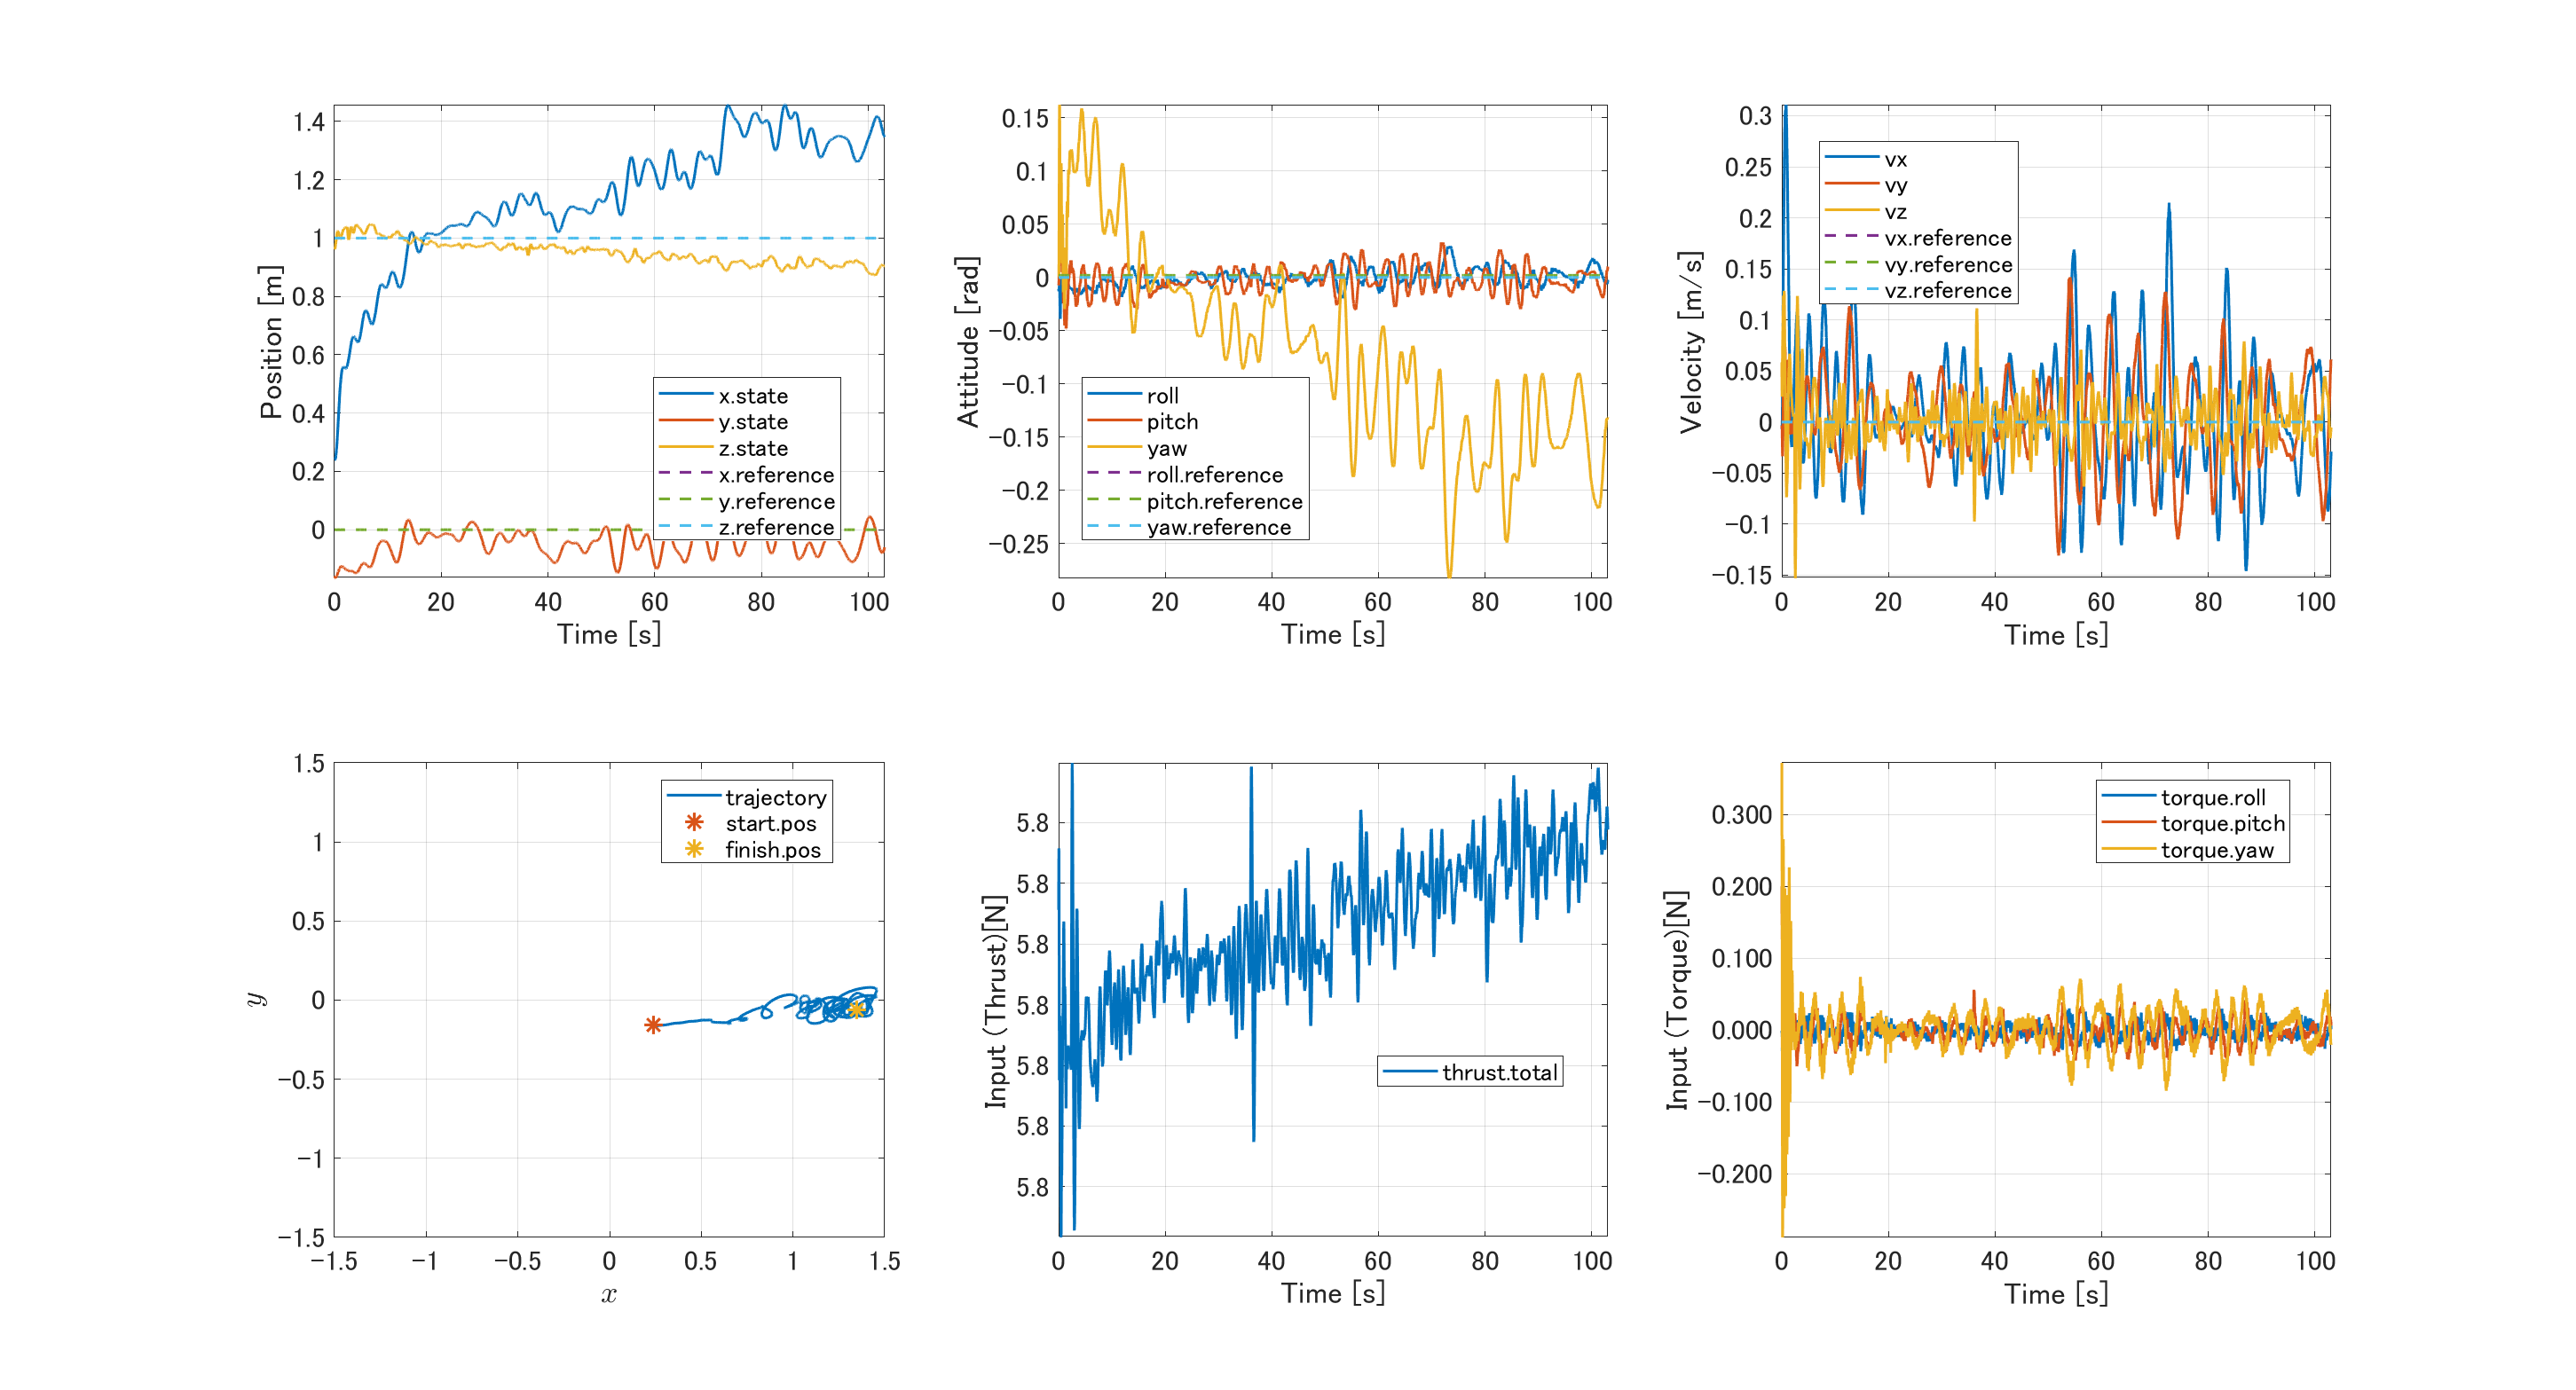 Position [m]
1.4
1.2
1
0.8
0.6
0.4
0.2
0
0 20 40 60 80 100
Time [s]
x.state
y.state
z.state
x.reference
y.reference
z.reference
Attitude [rad]
0.15
0.1
0.05
0
−0.05
−0.1
−0.15
−0.2
−0.25
0 20 40 60 80 100
Time [s]
roll
pitch
yaw
roll.reference
pitch.reference
yaw.reference
Velocity [m/s]
0.3
0.25
0.2
0.15
0.1
0.05
0
−0.05
−0.1
−0.15
0 20 40 60 80 100
Time [s]
vx
vy
vz
vx.reference
vy.reference
vz.reference
y
1.5
1
0.5
0
−0.5
−1
−1.5
−1.5 −1 −0.5 0 0.5 1 1.5
x
trajectory
start.pos
finish.pos
Input (Thrust)[N]
5.8
5.8
5.8
5.8
5.8
5.8
5.8
0 20 40 60 80 100
Time [s]
thrust.total
Input (Torque)[N]
0.300
0.200
0.100
0.000
−0.100
−0.200
0 20 40 60 80 100
Time [s]
torque.roll
torque.pitch
torque.yaw